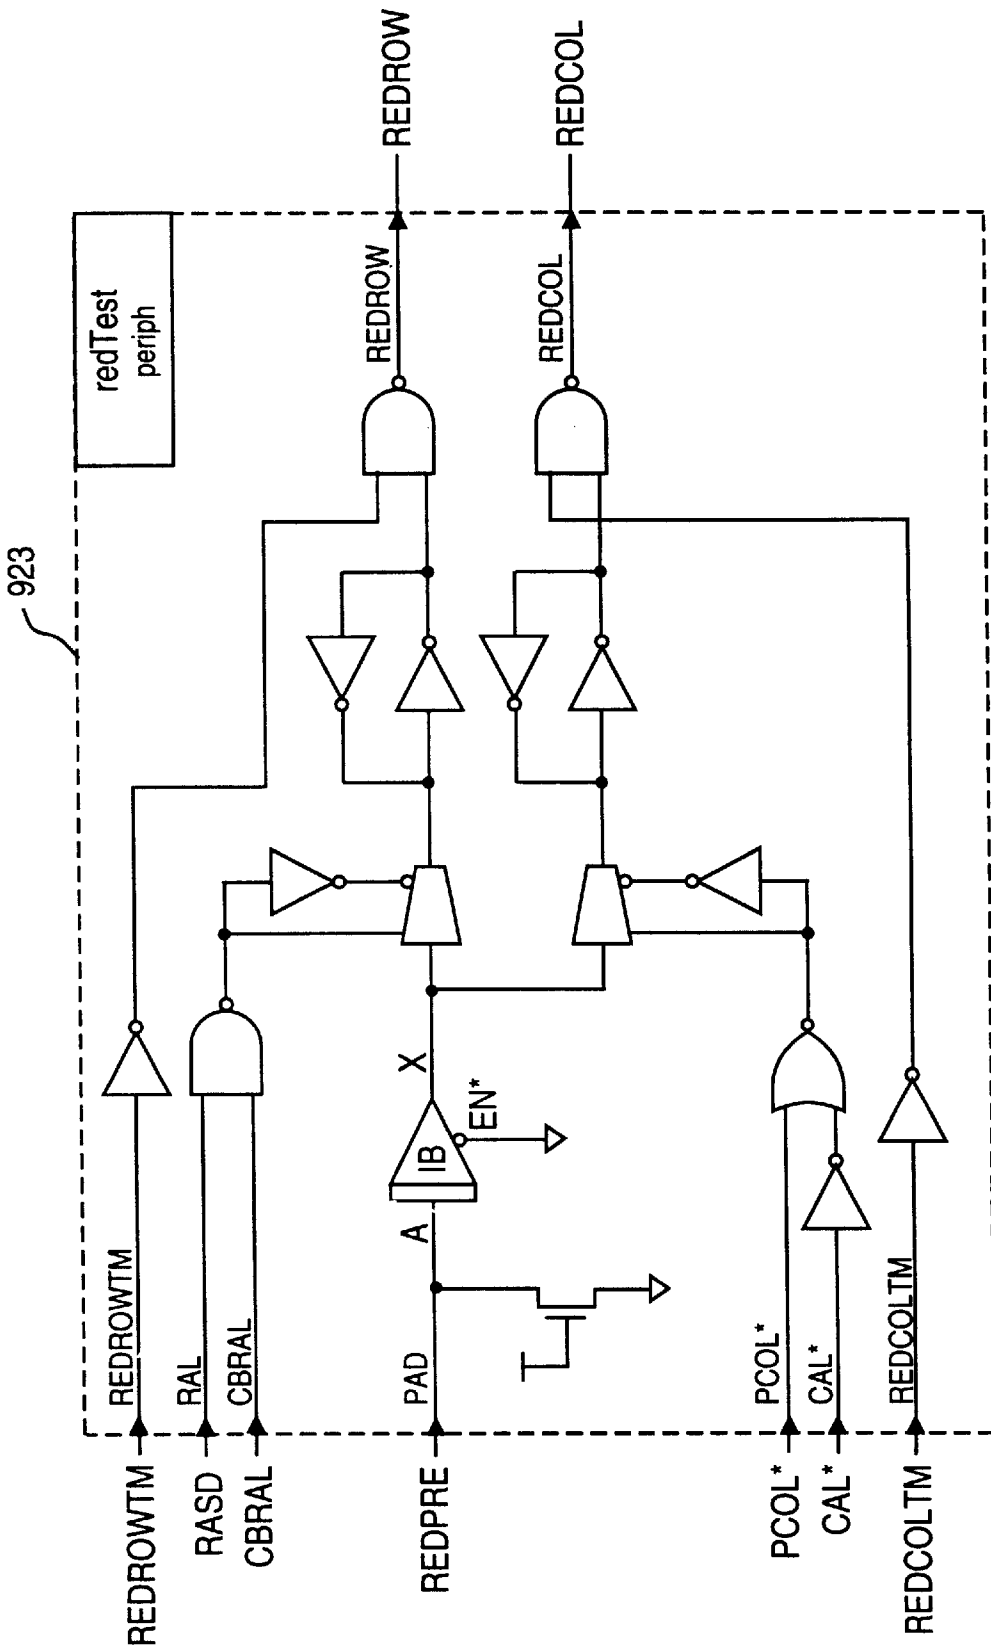 923
redTest
periph
REDROWTM
REDROWTM
RASD
RAL
CBRAL
CBRAL
REDPRE
PAD
A
IB
X
EN*
PCOL*
PCOL*
CAL*
CAL*
REDCOLTM
REDCOLTM
REDROW
REDROW
REDCOL
REDCOL